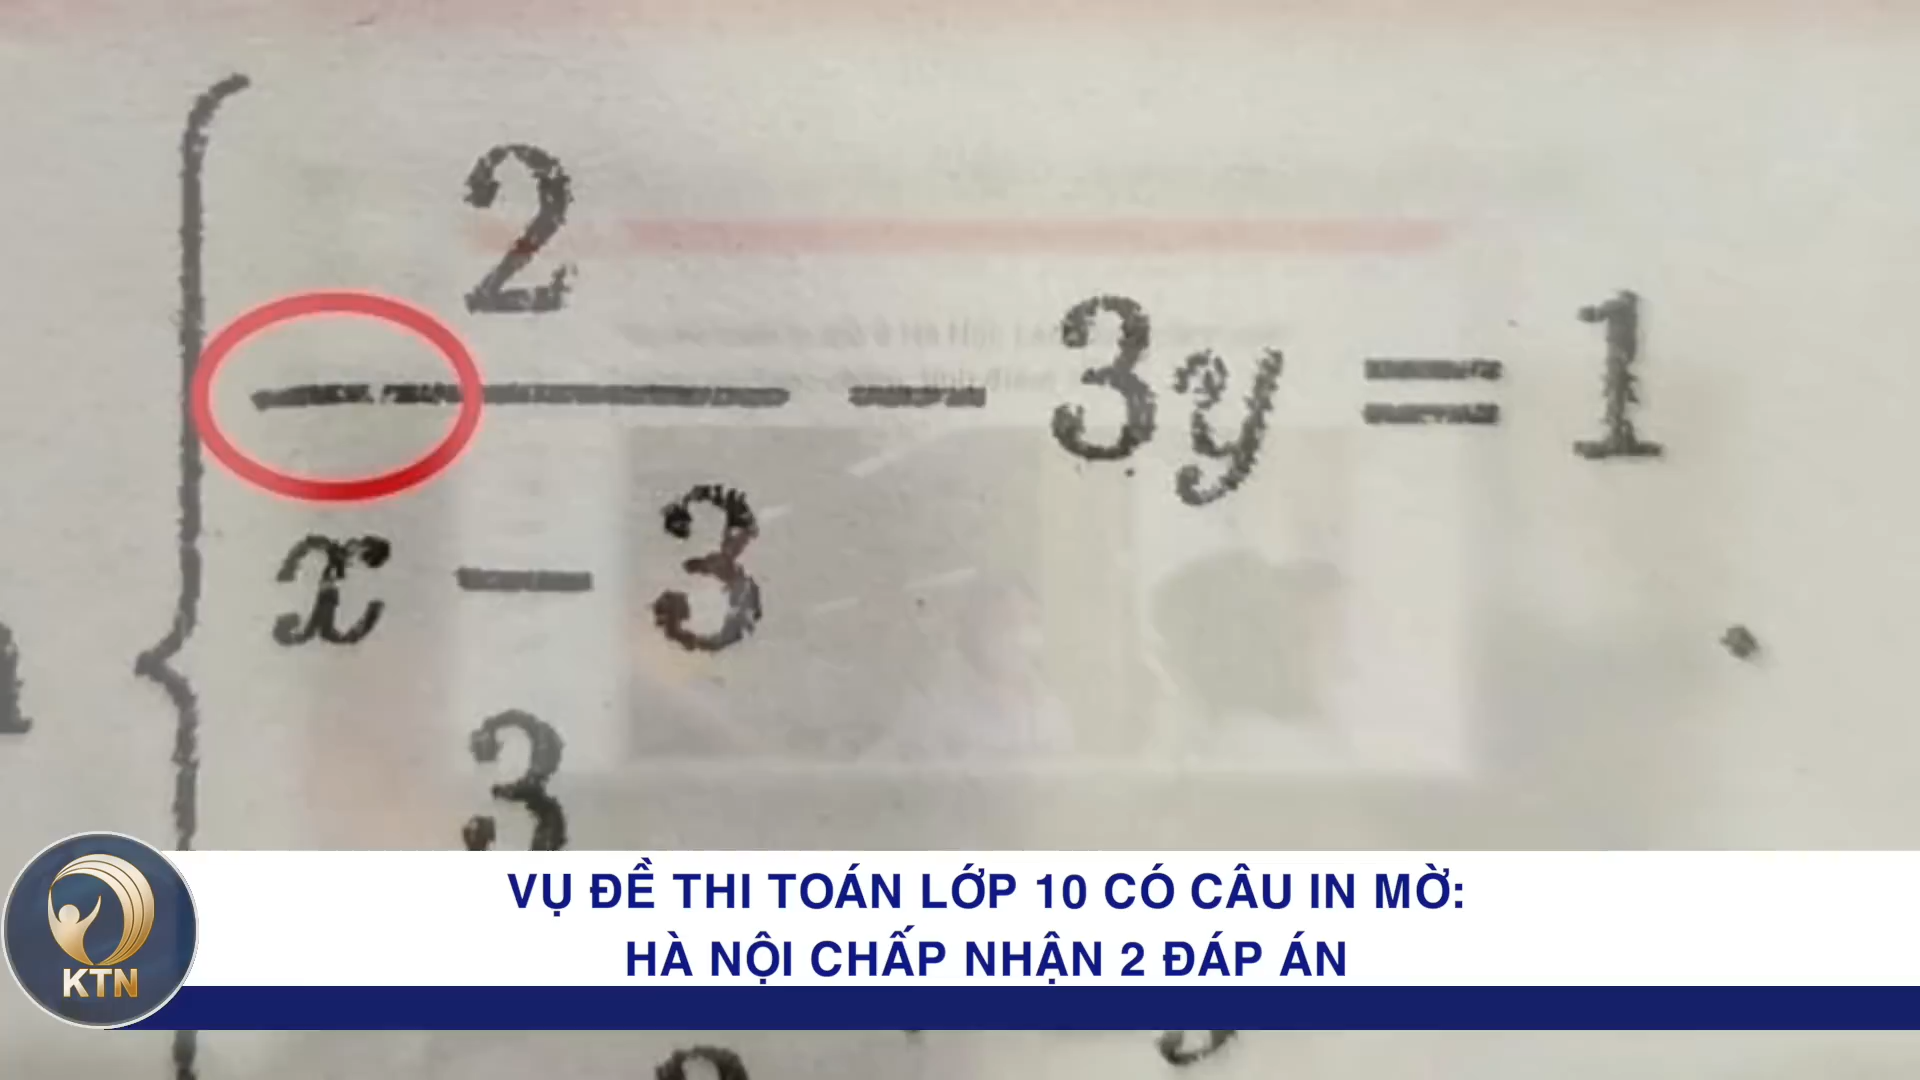 2
x − 3
− 3y = 1
.
3
VỤ ĐỀ THI TOÁN LỚP 10 CÓ CÂU IN MỜ:
HÀ NỘI CHẤP NHẬN 2 ĐÁP ÁN
KTN